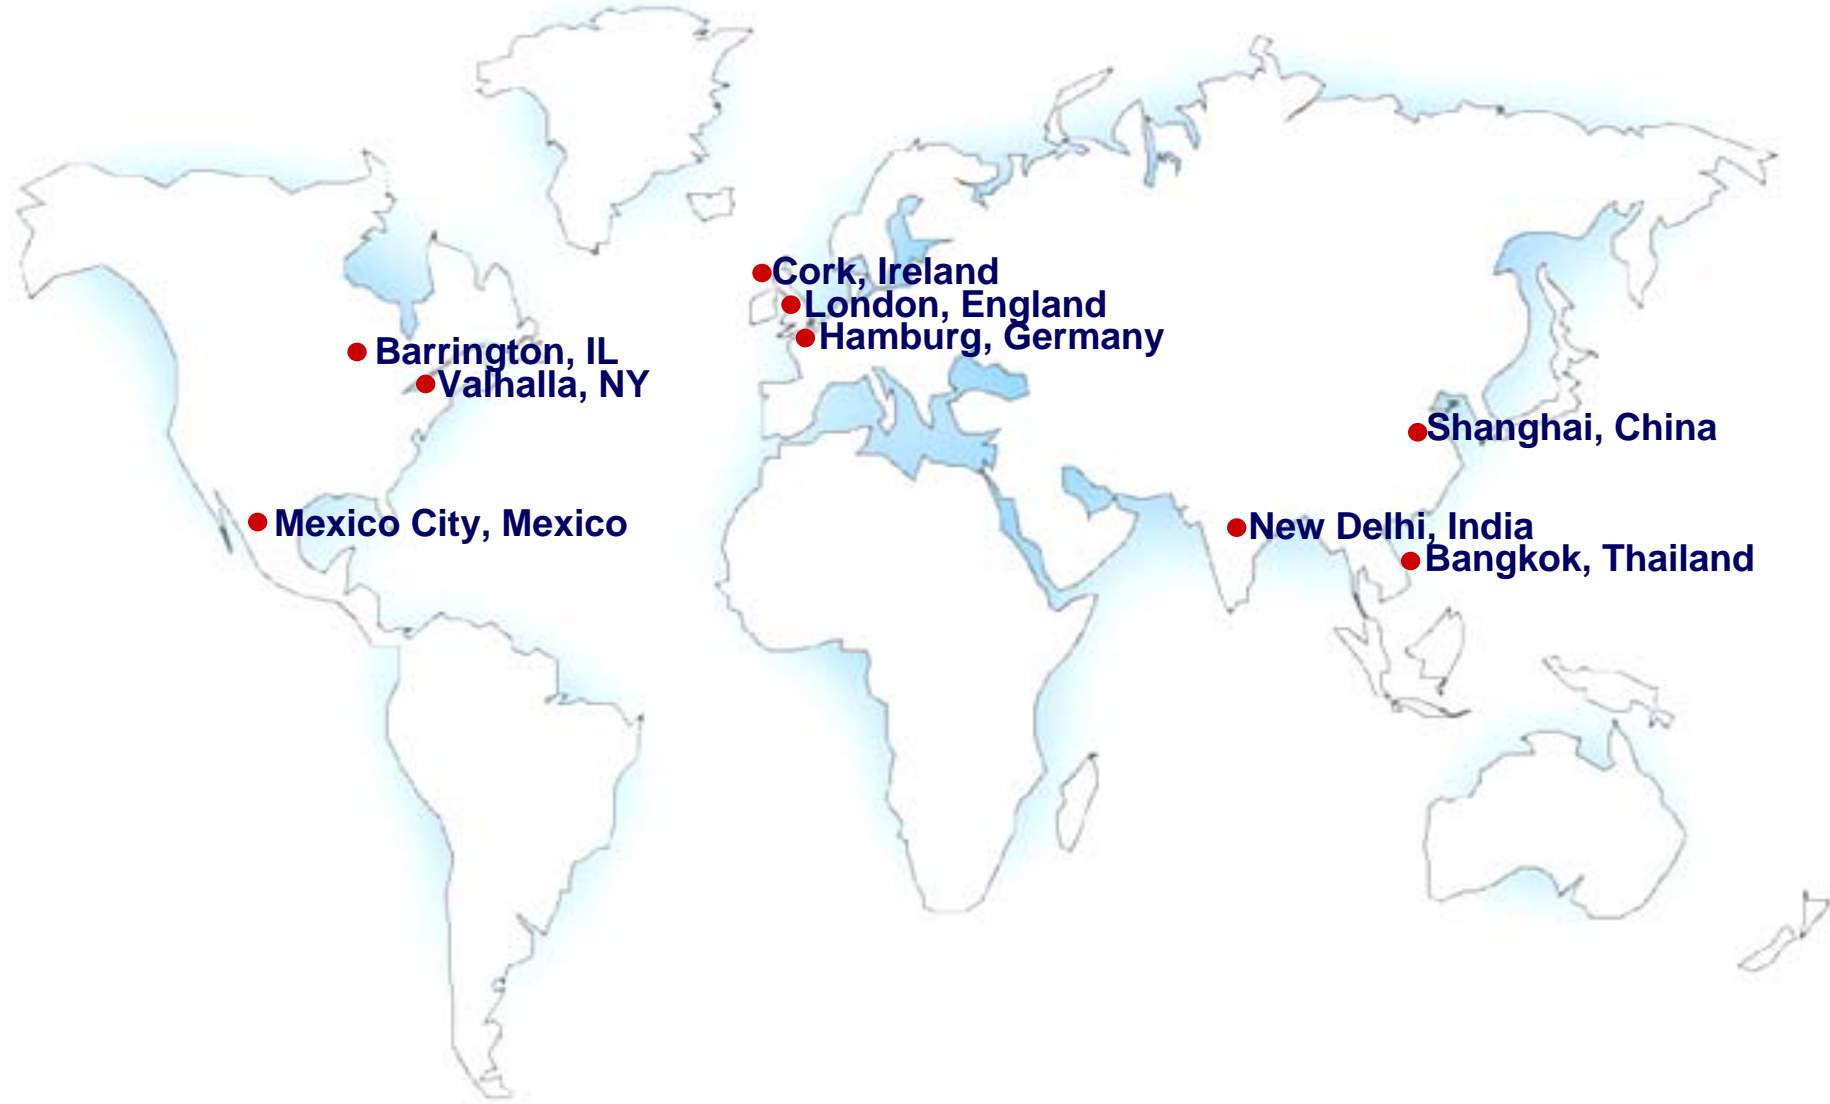 Cork, Ireland
London, England
Hamburg, Germany
Barrington, IL
Valhalla, NY
Shanghai, China
Mexico City, Mexico
New Delhi, India
Bangkok, Thailand